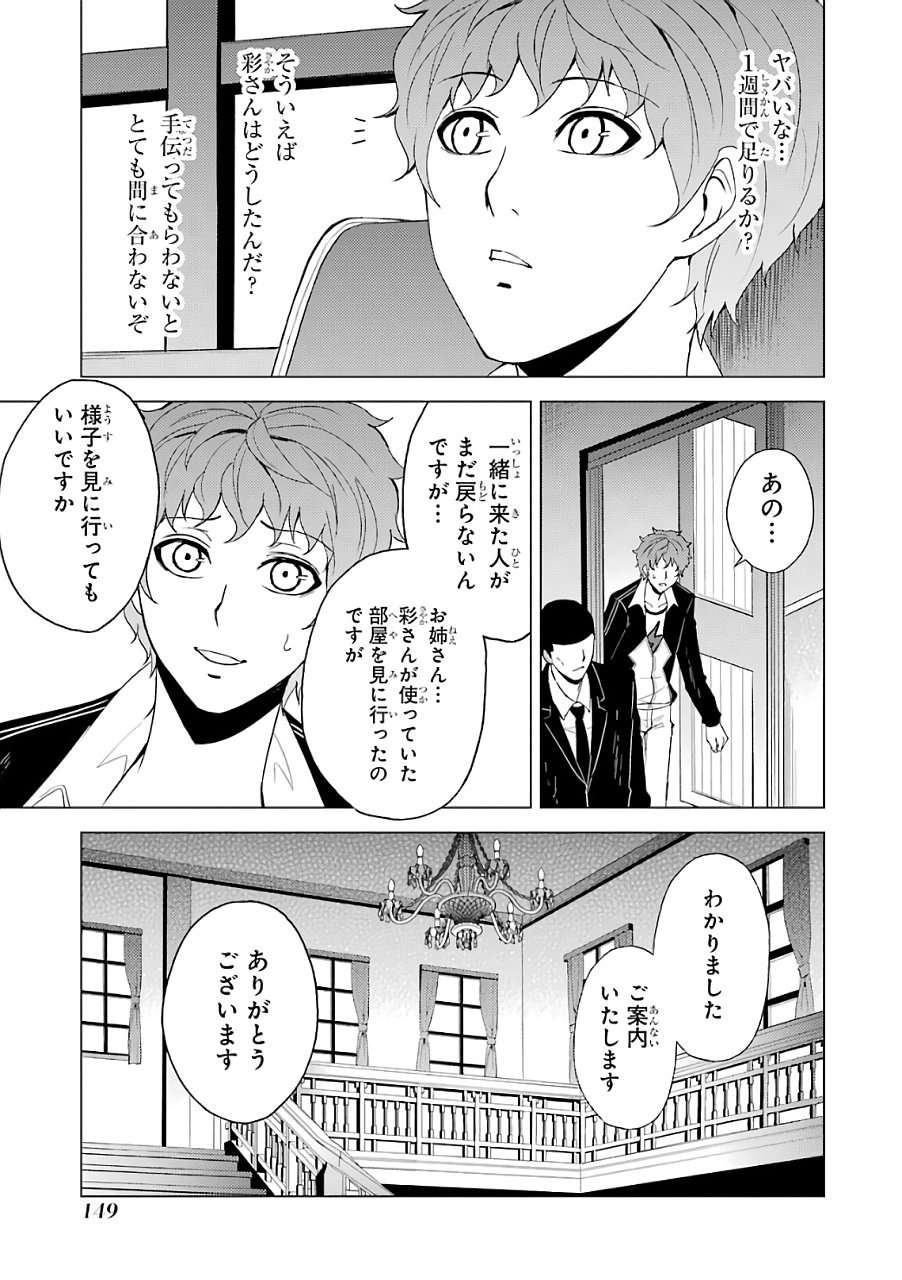 ヤバいな…
1週間で足りるか？
そういえば
彩さんはどうしたんだ？
手伝ってもらわないと
とても間に合わないぞ
あの…
一緒に来た人が
まだ戻らないん
ですが…
お姉さん…
彩さんが使っていた
部屋を見に行ったの
ですが
様子を見に行っても
いいですか
わかりました
ご案内
いたします
ありがとう
ございます
149